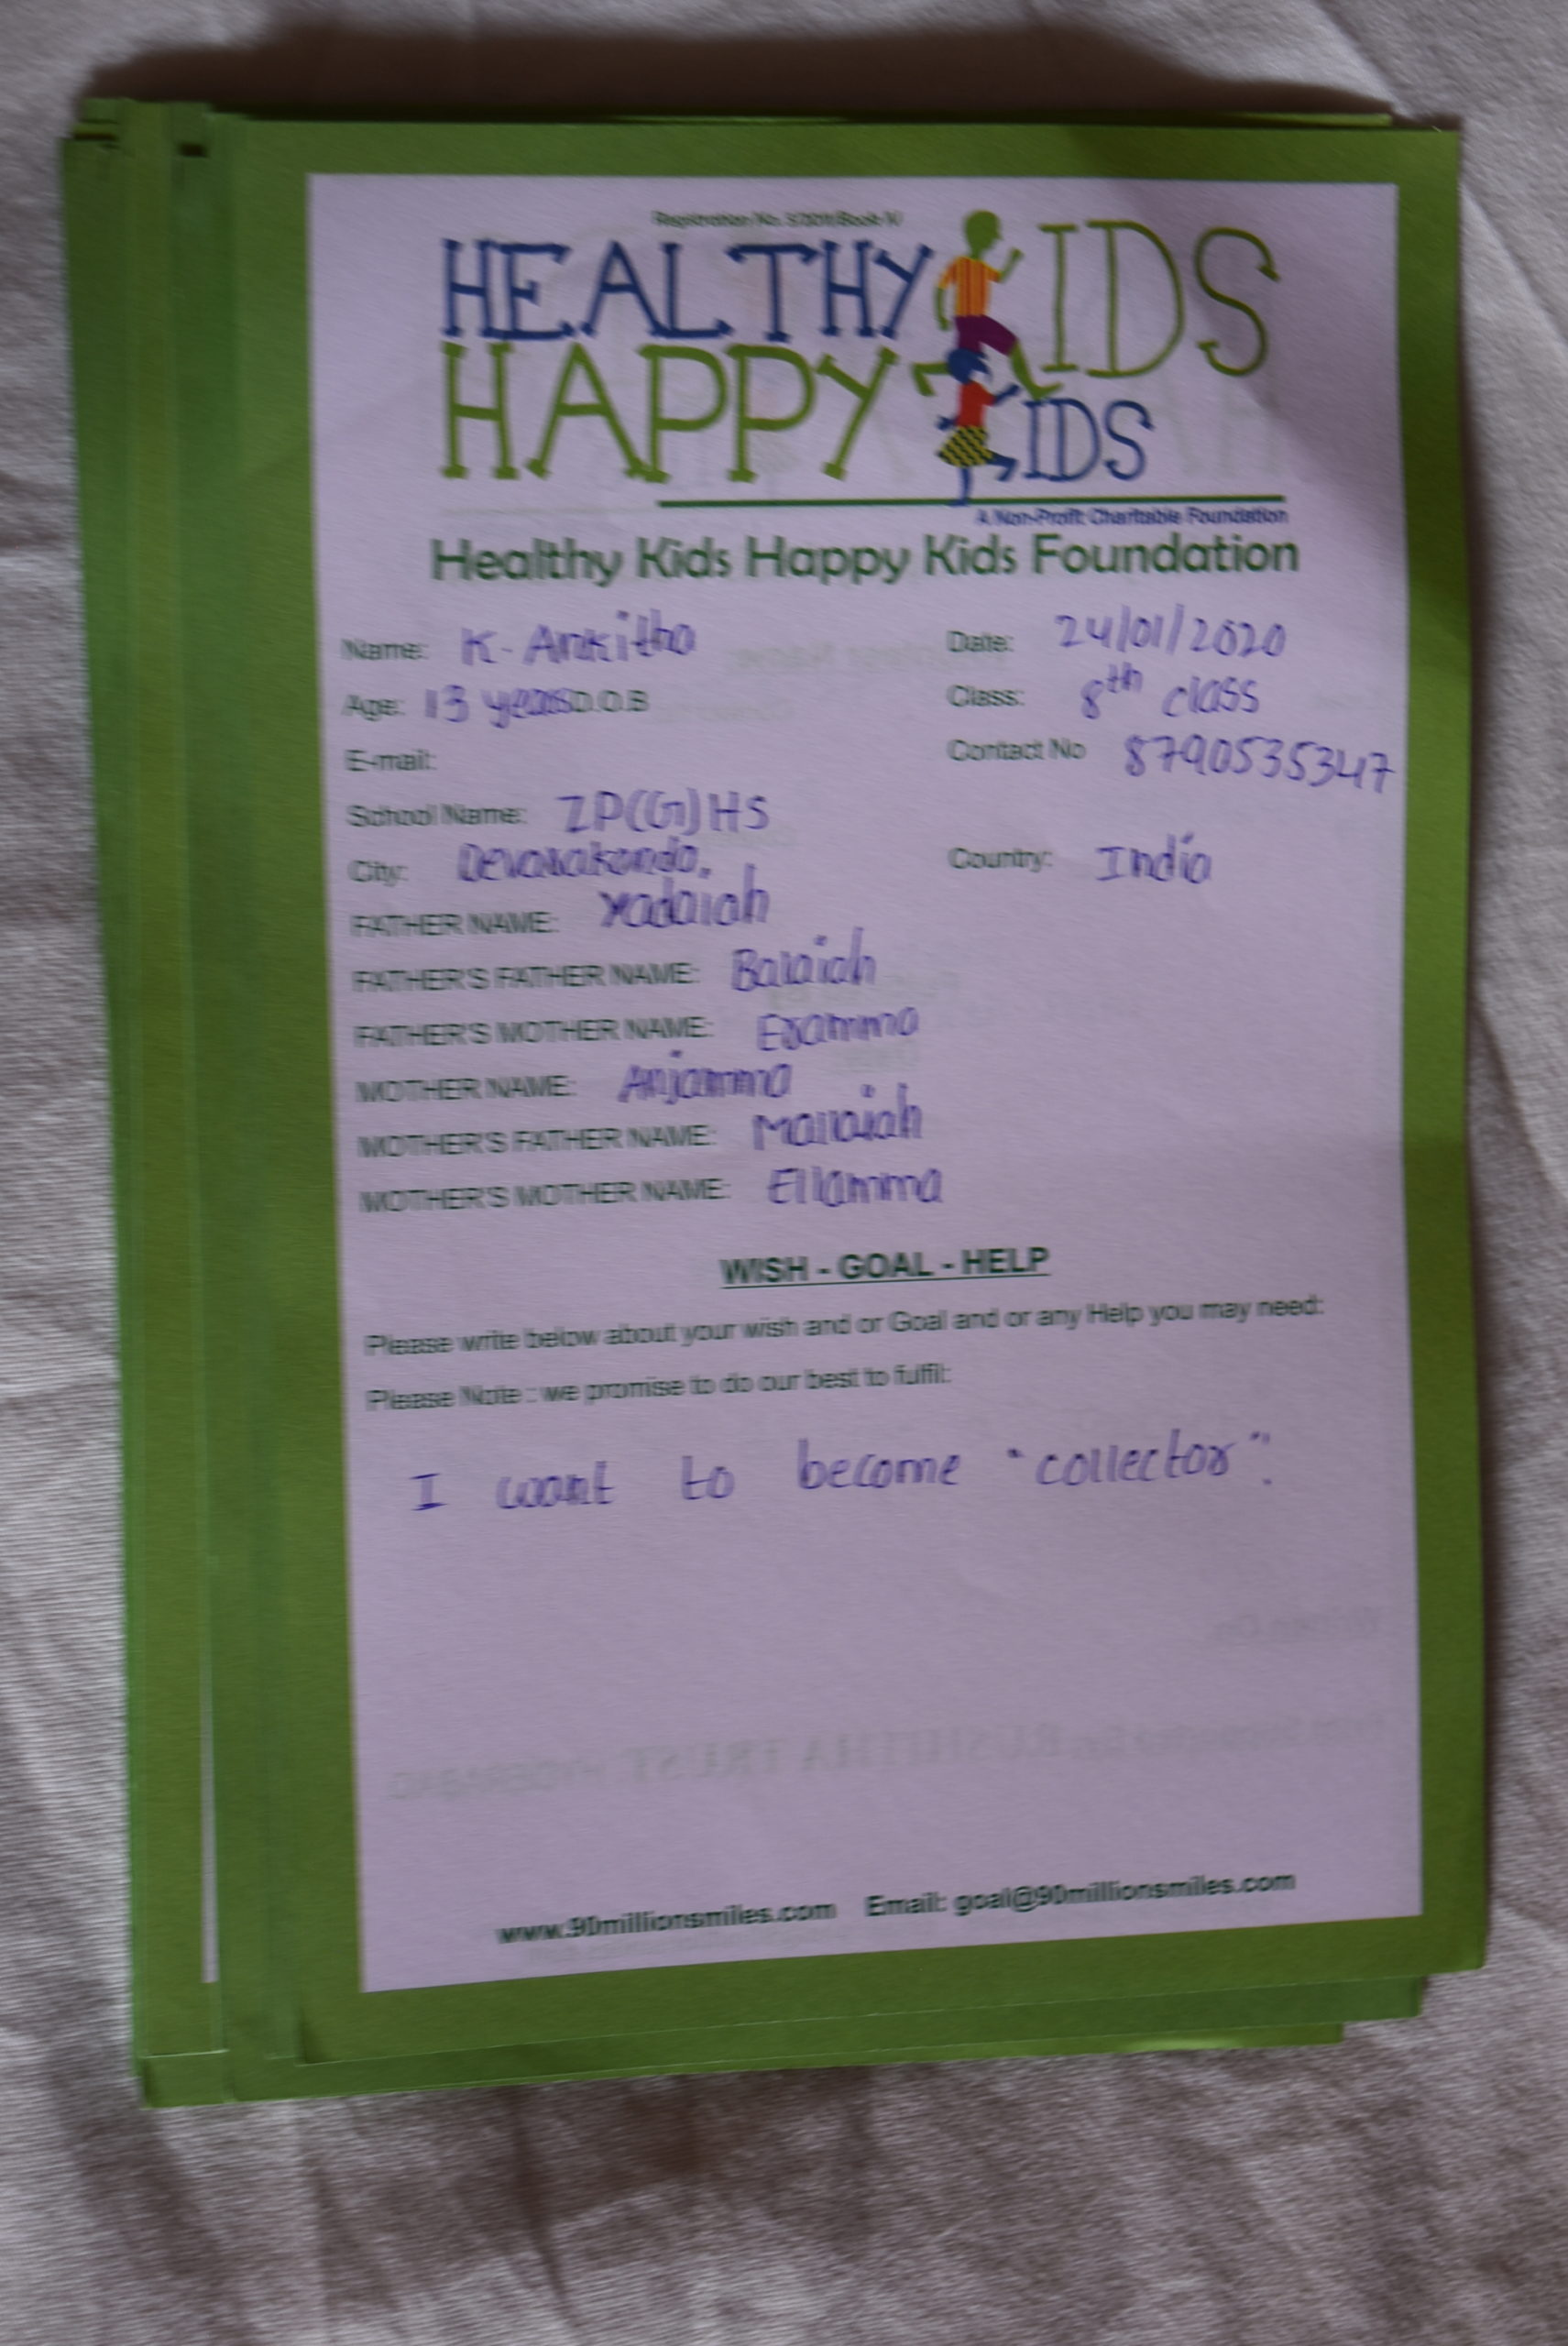 Registration No.
HEALTHY KIDS
HAPPY KIDS
A Non-Profit Charitable Foundation
Healthy Kids Happy Kids Foundation
Name: K. Ankitha Date: 24/01/2020
Age: 13 years D.O.B Class: 8th class
E-mail: Contact No 8790535347
School Name: ZP(G)HS
City: Devarakonda. Country: India
FATHER NAME: Yadaiah
FATHER'S FATHER NAME:
FATHER'S MOTHER NAME:
MOTHER NAME: Anjamma
MOTHER'S FATHER NAME: Mallaiah
MOTHER'S MOTHER NAME: Ellamma
WISH - GOAL - HELP
Please write below about your wish and or Goal and or any Help you may need:
Please Note : we promise to do our best to fulfil:
I want to become "collector".
www.90millionsmiles.com Email: goal@90millionsmiles.com